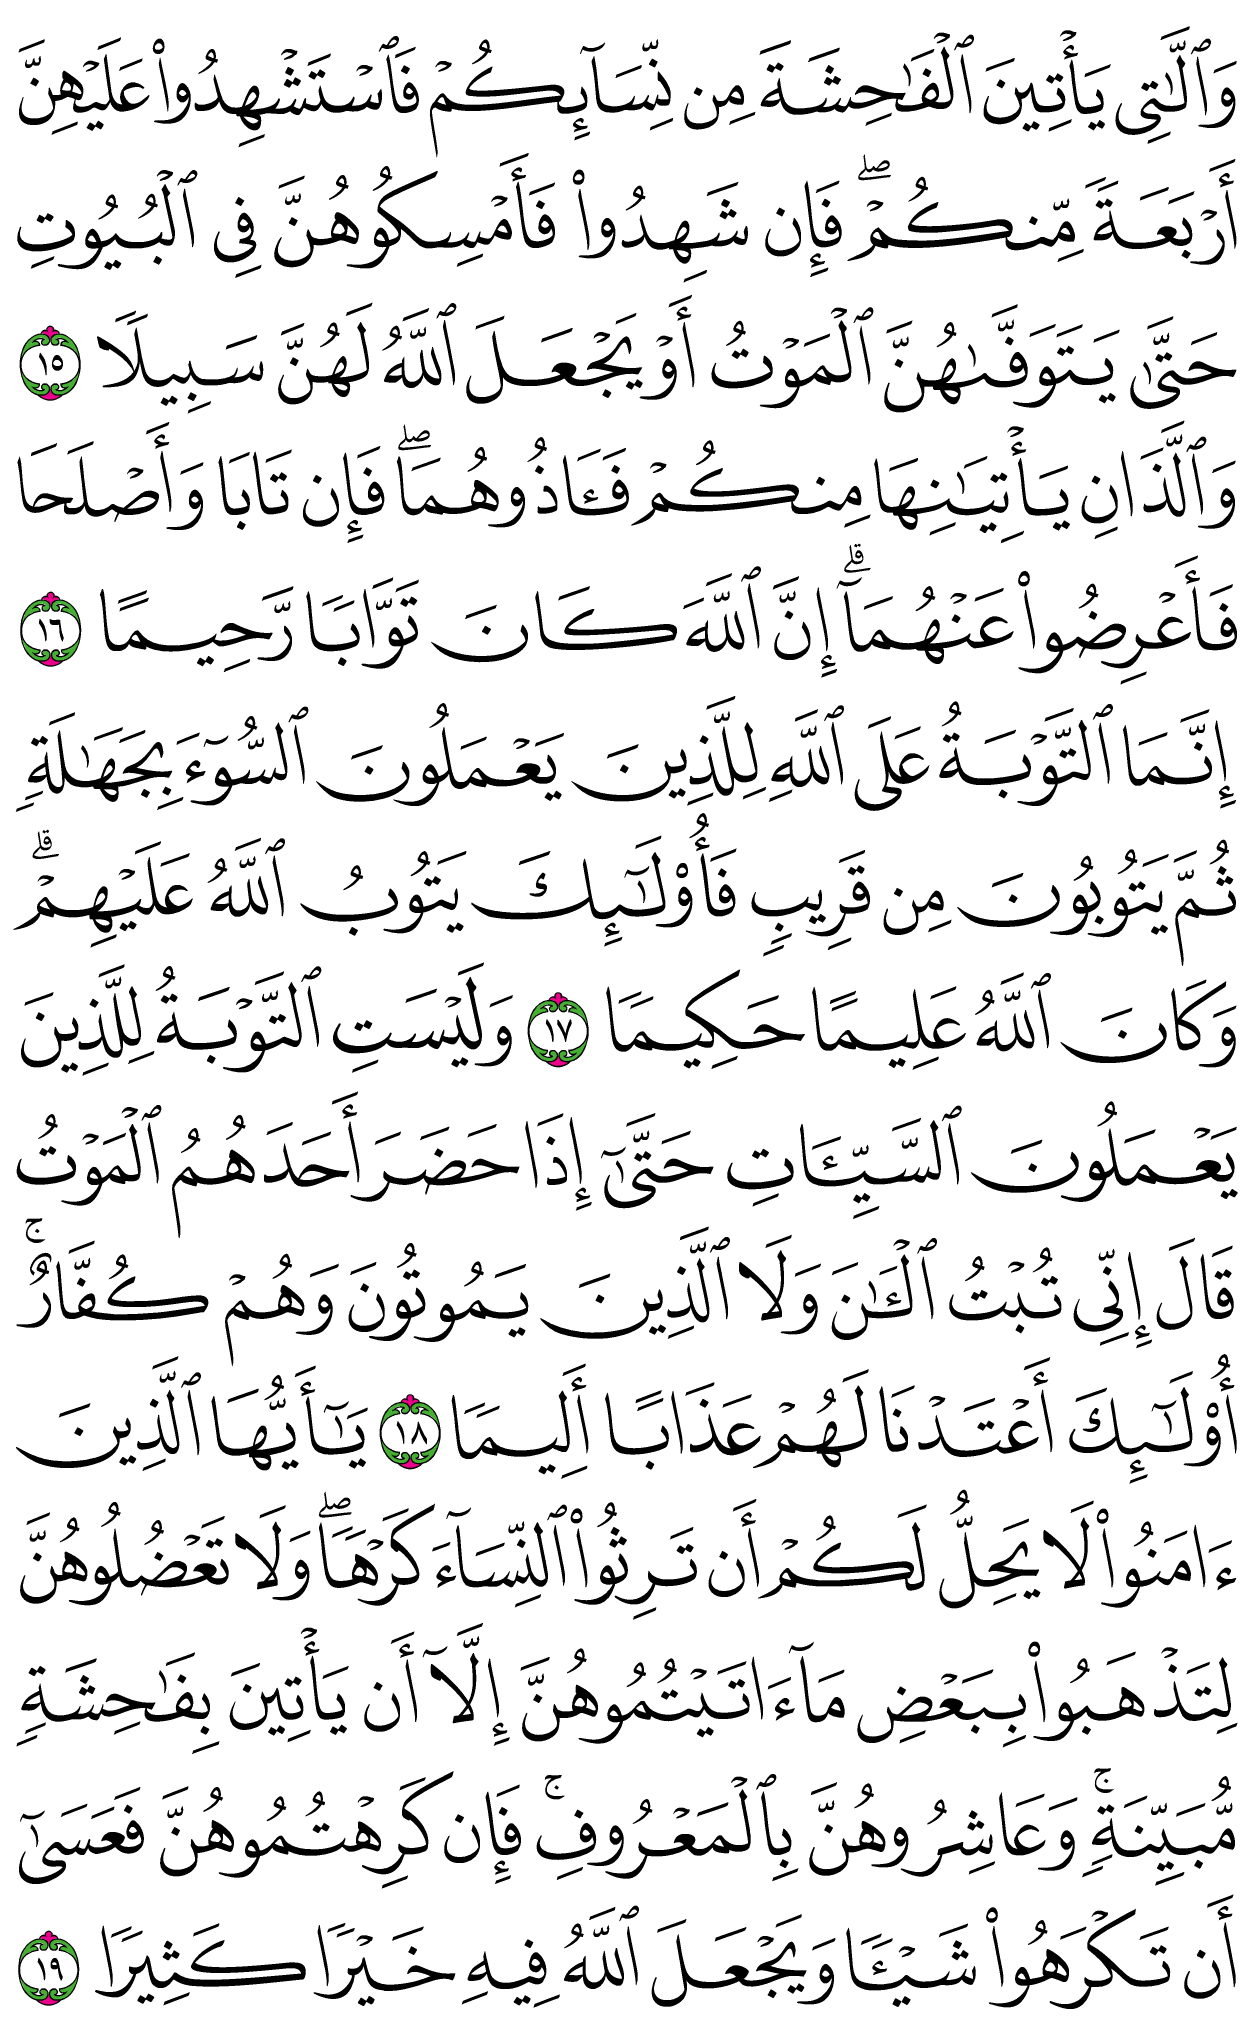 وَٱلَّٰتِى يَأۡتِينَ ٱلۡفَٰحِشَةَ مِن نِّسَآئِكُمۡ فَٱسۡتَشۡهِدُواْ عَلَيۡهِنَّ
أَرۡبَعَةٗ مِّنكُمۡۖ فَإِن شَهِدُواْ فَأَمۡسِكُوهُنَّ فِى ٱلۡبُيُوتِ
حَتَّىٰ يَتَوَفَّىٰهُنَّ ٱلۡمَوۡتُ أَوۡ يَجۡعَلَ ٱللَّهُ لَهُنَّ سَبِيلٗا ١٥
وَٱلَّذَانِ يَأۡتِيَٰنِهَا مِنكُمۡ فَـَٔاذُوهُمَاۖ فَإِن تَابَا وَأَصۡلَحَا
فَأَعۡرِضُواْ عَنۡهُمَآۗ إِنَّ ٱللَّهَ كَانَ تَوَّابٗا رَّحِيمًا ١٦
إِنَّمَا ٱلتَّوۡبَةُ عَلَى ٱللَّهِ لِلَّذِينَ يَعۡمَلُونَ ٱلسُّوٓءَ بِجَهَٰلَةٖ
ثُمَّ يَتُوبُونَ مِن قَرِيبٖ فَأُوْلَٰٓئِكَ يَتُوبُ ٱللَّهُ عَلَيۡهِمۡۗ
وَكَانَ ٱللَّهُ عَلِيمًا حَكِيمٗا ١٧ وَلَيۡسَتِ ٱلتَّوۡبَةُ لِلَّذِينَ
يَعۡمَلُونَ ٱلسَّيِّـَٔاتِ حَتَّىٰٓ إِذَا حَضَرَ أَحَدَهُمُ ٱلۡمَوۡتُ
قَالَ إِنِّى تُبۡتُ ٱلۡـَٰٔنَ وَلَا ٱلَّذِينَ يَمُوتُونَ وَهُمۡ كُفَّارٌۚ
أُوْلَٰٓئِكَ أَعۡتَدۡنَا لَهُمۡ عَذَابًا أَلِيمٗا ١٨ يَٰٓأَيُّهَا ٱلَّذِينَ
ءَامَنُواْ لَا يَحِلُّ لَكُمۡ أَن تَرِثُواْ ٱلنِّسَآءَ كَرۡهٗاۖ وَلَا تَعۡضُلُوهُنَّ
لِتَذۡهَبُواْ بِبَعۡضِ مَآ ءَاتَيۡتُمُوهُنَّ إِلَّآ أَن يَأۡتِينَ بِفَٰحِشَةٖ
مُّبَيِّنَةٖۚ وَعَاشِرُوهُنَّ بِٱلۡمَعۡرُوفِۚ فَإِن كَرِهۡتُمُوهُنَّ فَعَسَىٰٓ
أَن تَكۡرَهُواْ شَيۡـٔٗا وَيَجۡعَلَ ٱللَّهُ فِيهِ خَيۡرٗا كَثِيرٗا ١٩